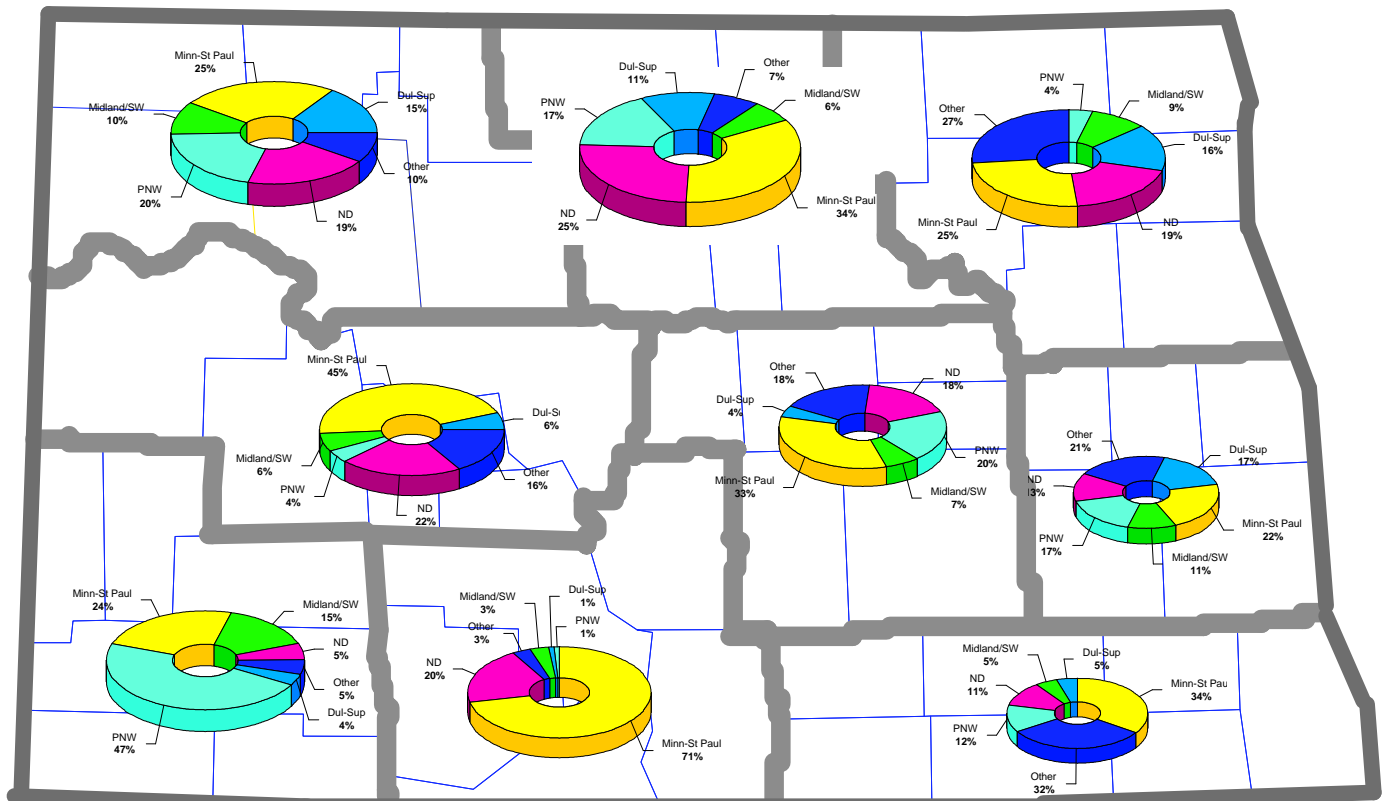 Minn-St Paul
25%
Dul-Sup
15%
Other
10%
ND
19%
PNW
20%
Midland/SW
10%
Dul-Sup
11%
Other
7%
Midland/SW
6%
Minn-St Paul
34%
ND
25%
PNW
17%
PNW
4%
Midland/SW
9%
Dul-Sup
16%
ND
19%
Minn-St Paul
25%
Other
27%
Minn-St Paul
45%
Dul-S
6%
Other
16%
ND
22%
PNW
4%
Midland/SW
6%
Other
18%
ND
18%
PNW
20%
Midland/SW
7%
Minn-St Paul
33%
Dul-Sup
4%
Other
21%
Dul-Sup
17%
Minn-St Paul
22%
Midland/SW
11%
PNW
17%
ND
13%
Minn-St Paul
24%
Midland/SW
15%
ND
5%
Other
5%
Dul-Sup
4%
PNW
47%
Midland/SW
3%
Dul-Sup
1%
PNW
1%
Other
3%
ND
20%
Minn-St Paul
71%
Midland/SW
5%
Dul-Sup
5%
Minn-St Pau
34%
Other
32%
PNW
12%
ND
11%